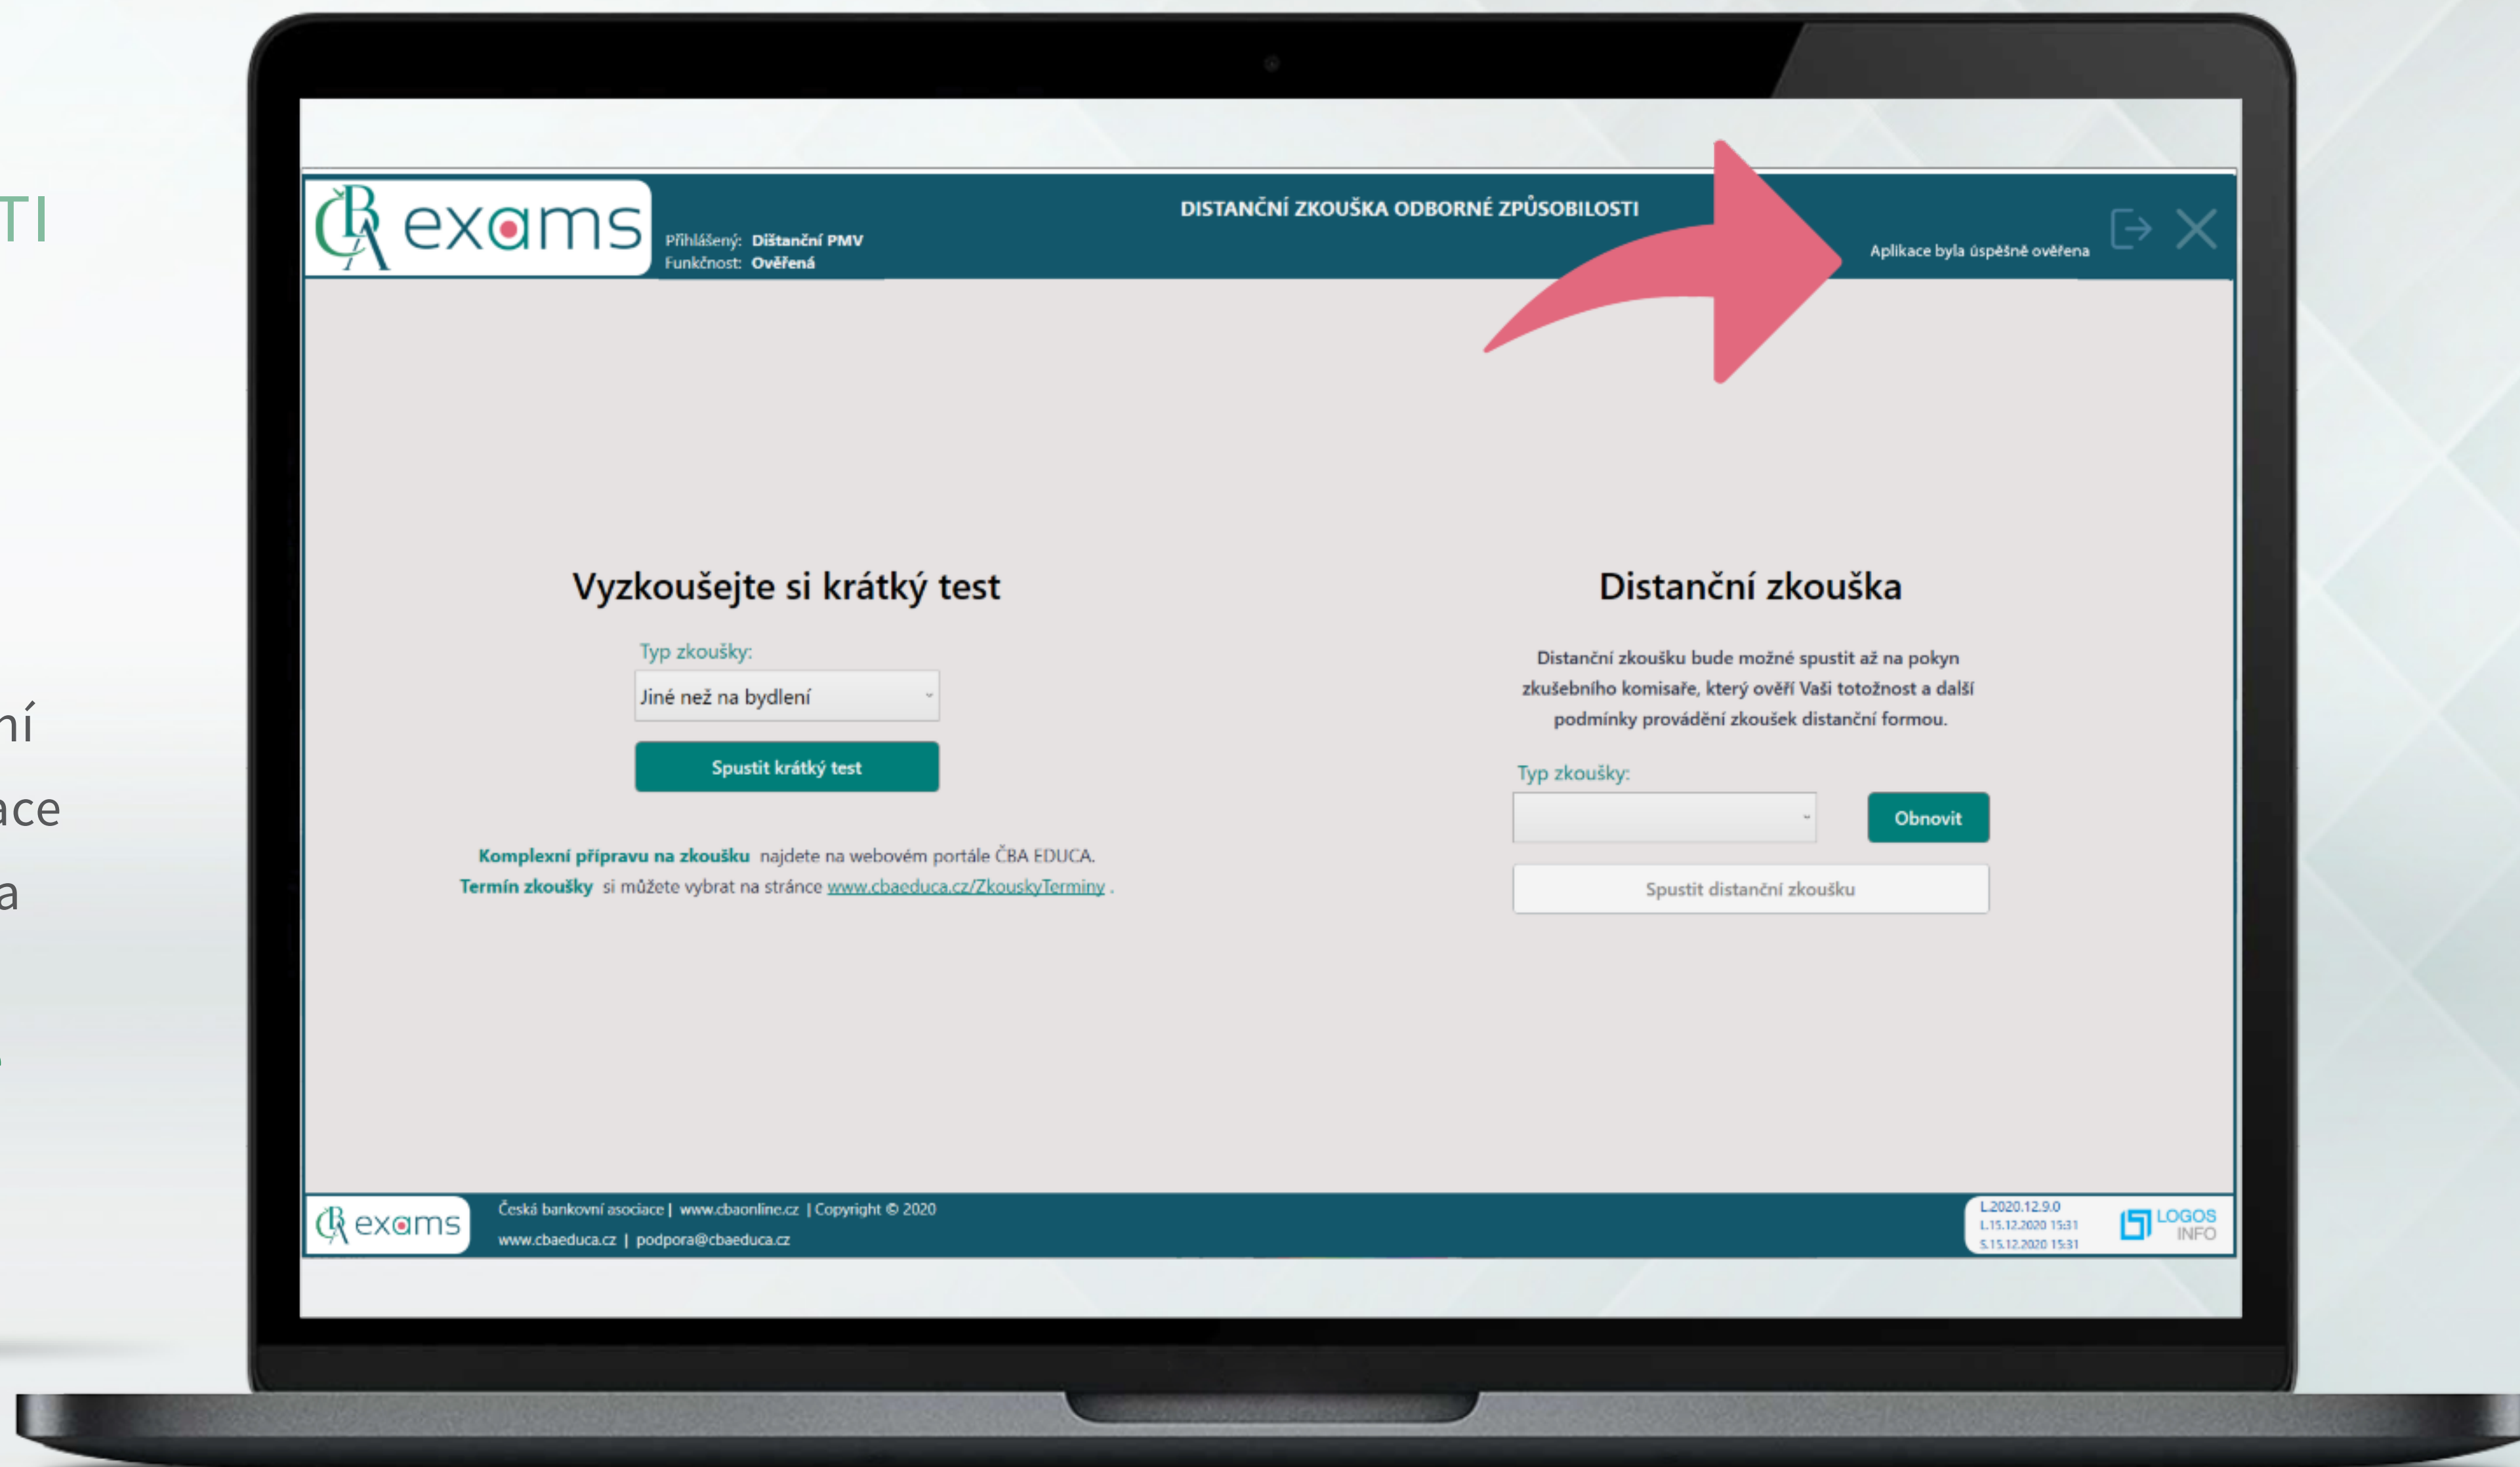 TI
ní
ace
a
ČBA exams
Přihlášený: Dištanční PMV
Funkčnost: Ověřená
DISTANČNÍ ZKOUŠKA ODBORNÉ ZPŮSOBILOSTI
Aplikace byla úspěšně ověřena
Vyzkoušejte si krátký test
Typ zkoušky:
Jiné než na bydlení
Spustit krátký test
Komplexní přípravu na zkoušku najdete na webovém portále ČBA EDUCA.
Termín zkoušky si můžete vybrat na stránce www.cbaeduca.cz/ZkouskyTerminy .
Distanční zkouška
Distanční zkoušku bude možné spustit až na pokyn
zkušebního komisaře, který ověří Vaši totožnost a další
podmínky provádění zkoušek distanční formou.
Typ zkoušky:
Obnovit
Spustit distanční zkoušku
ČBA exams
Česká bankovní asociace | www.cbaonline.cz | Copyright © 2020
www.cbaeduca.cz | podpora@cbaeduca.cz
L.2020.12.9.0
L.15.12.2020 15:31
S.15.12.2020 15:31
LOGOS
INFO